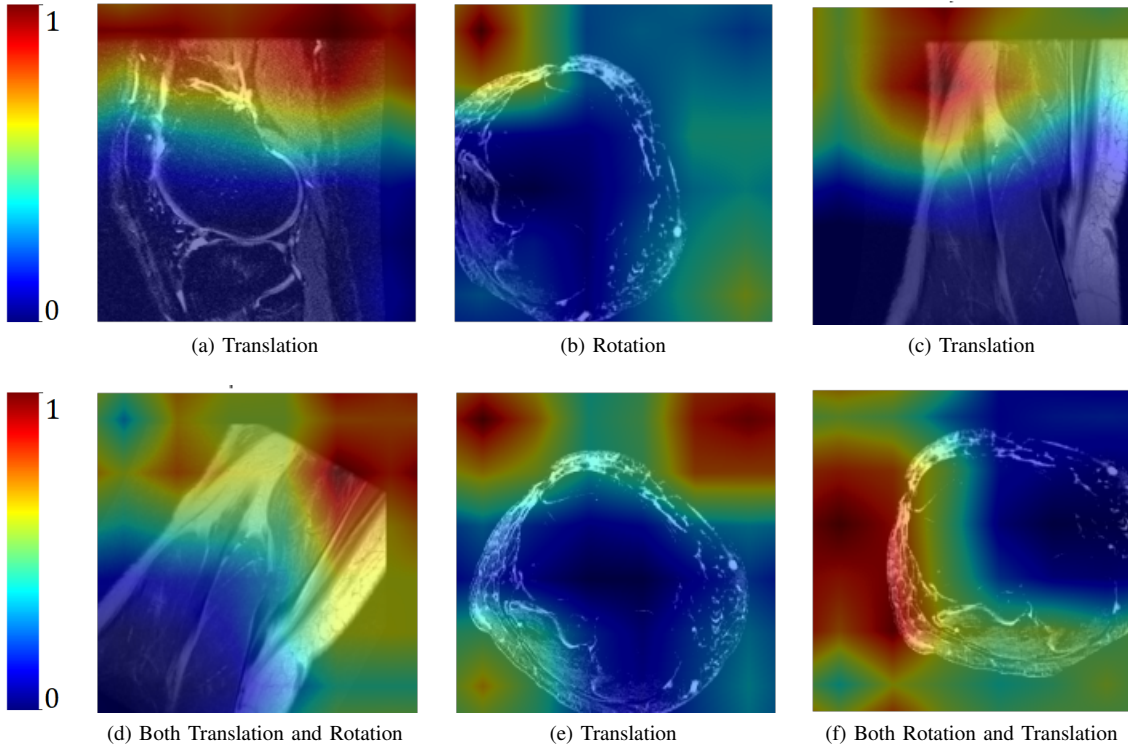 1
0
(a) Translation
(b) Rotation
(c) Translation
1
0
(d) Both Translation and Rotation
(e) Translation
(f) Both Rotation and Translation